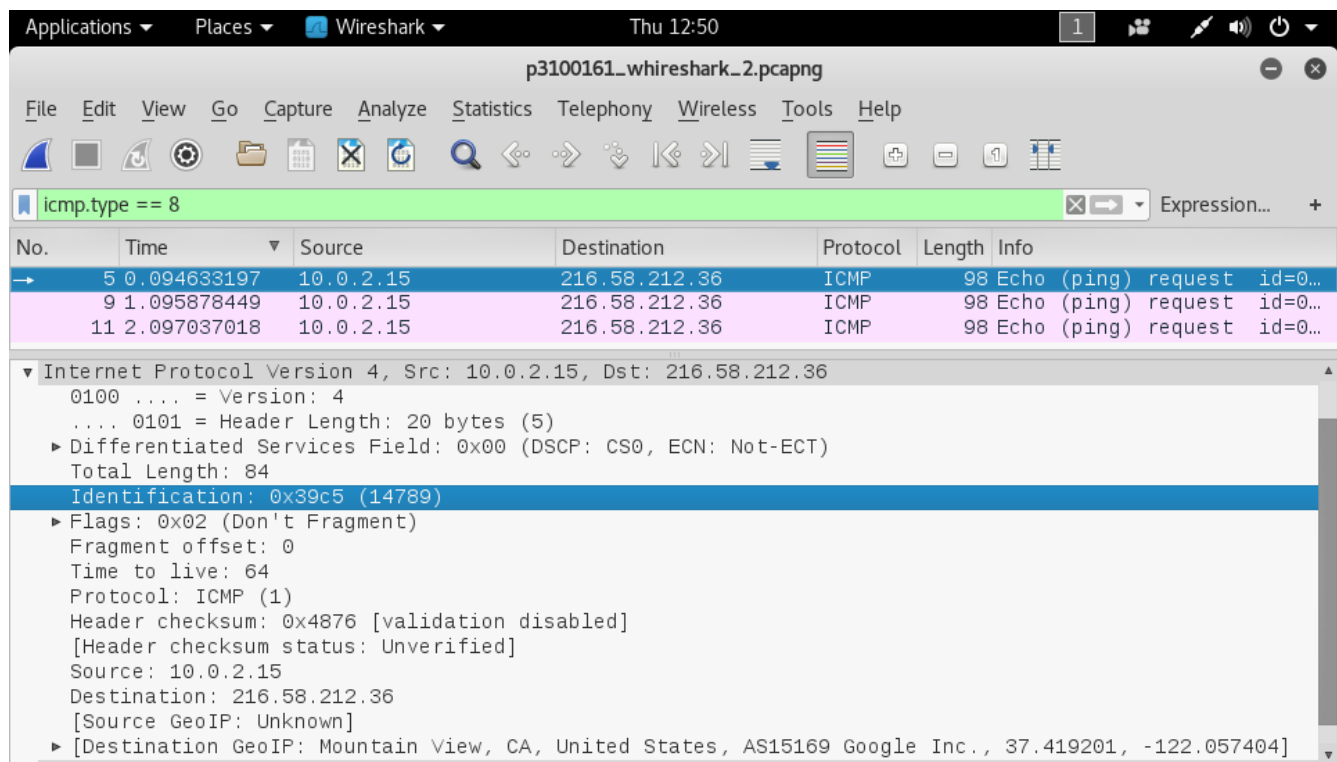 Applications Places Wireshark Thu 12:50 1
p3100161_whireshark_2.pcapng
File Edit View Go Capture Analyze Statistics Telephony Wireless Tools Help
icmp.type == 8 Expression... +
No. Time Source Destination Protocol Length Info
5 0.094633197 10.0.2.15 216.58.212.36 ICMP 98 Echo (ping) request id=0…
9 1.095878449 10.0.2.15 216.58.212.36 ICMP 98 Echo (ping) request id=0…
11 2.097037018 10.0.2.15 216.58.212.36 ICMP 98 Echo (ping) request id=0…
Internet Protocol Version 4, Src: 10.0.2.15, Dst: 216.58.212.36
0100 .... = Version: 4
.... 0101 = Header Length: 20 bytes (5)
Differentiated Services Field: 0x00 (DSCP: CS0, ECN: Not-ECT)
Total Length: 84
Identification: 0x39c5 (14789)
Flags: 0x02 (Don't Fragment)
Fragment offset: 0
Time to live: 64
Protocol: ICMP (1)
Header checksum: 0x4876 [validation disabled]
[Header checksum status: Unverified]
Source: 10.0.2.15
Destination: 216.58.212.36
[Source GeoIP: Unknown]
[Destination GeoIP: Mountain View, CA, United States, AS15169 Google Inc., 37.419201, -122.057404]